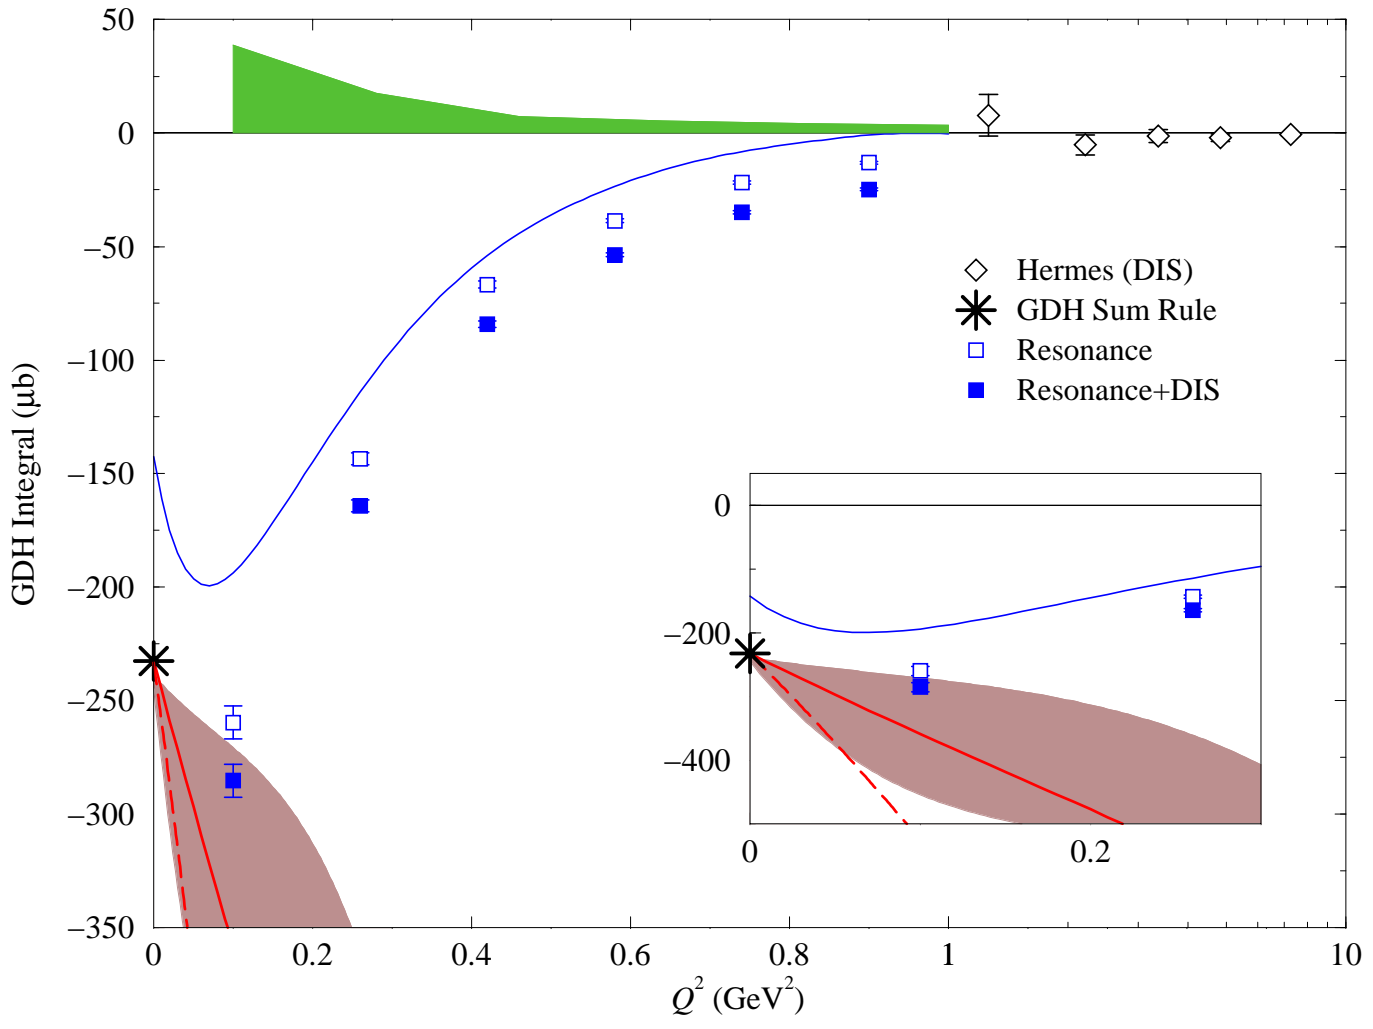 50
0
−50
−100
−150
−200
−250
−300
−350
GDH Integral (μb)
Hermes (DIS)
GDH Sum Rule
Resonance
Resonance+DIS
0
−200
−400
0 0.2
0 0.2 0.4 0.6 0.8 1 10
Q² (GeV²)